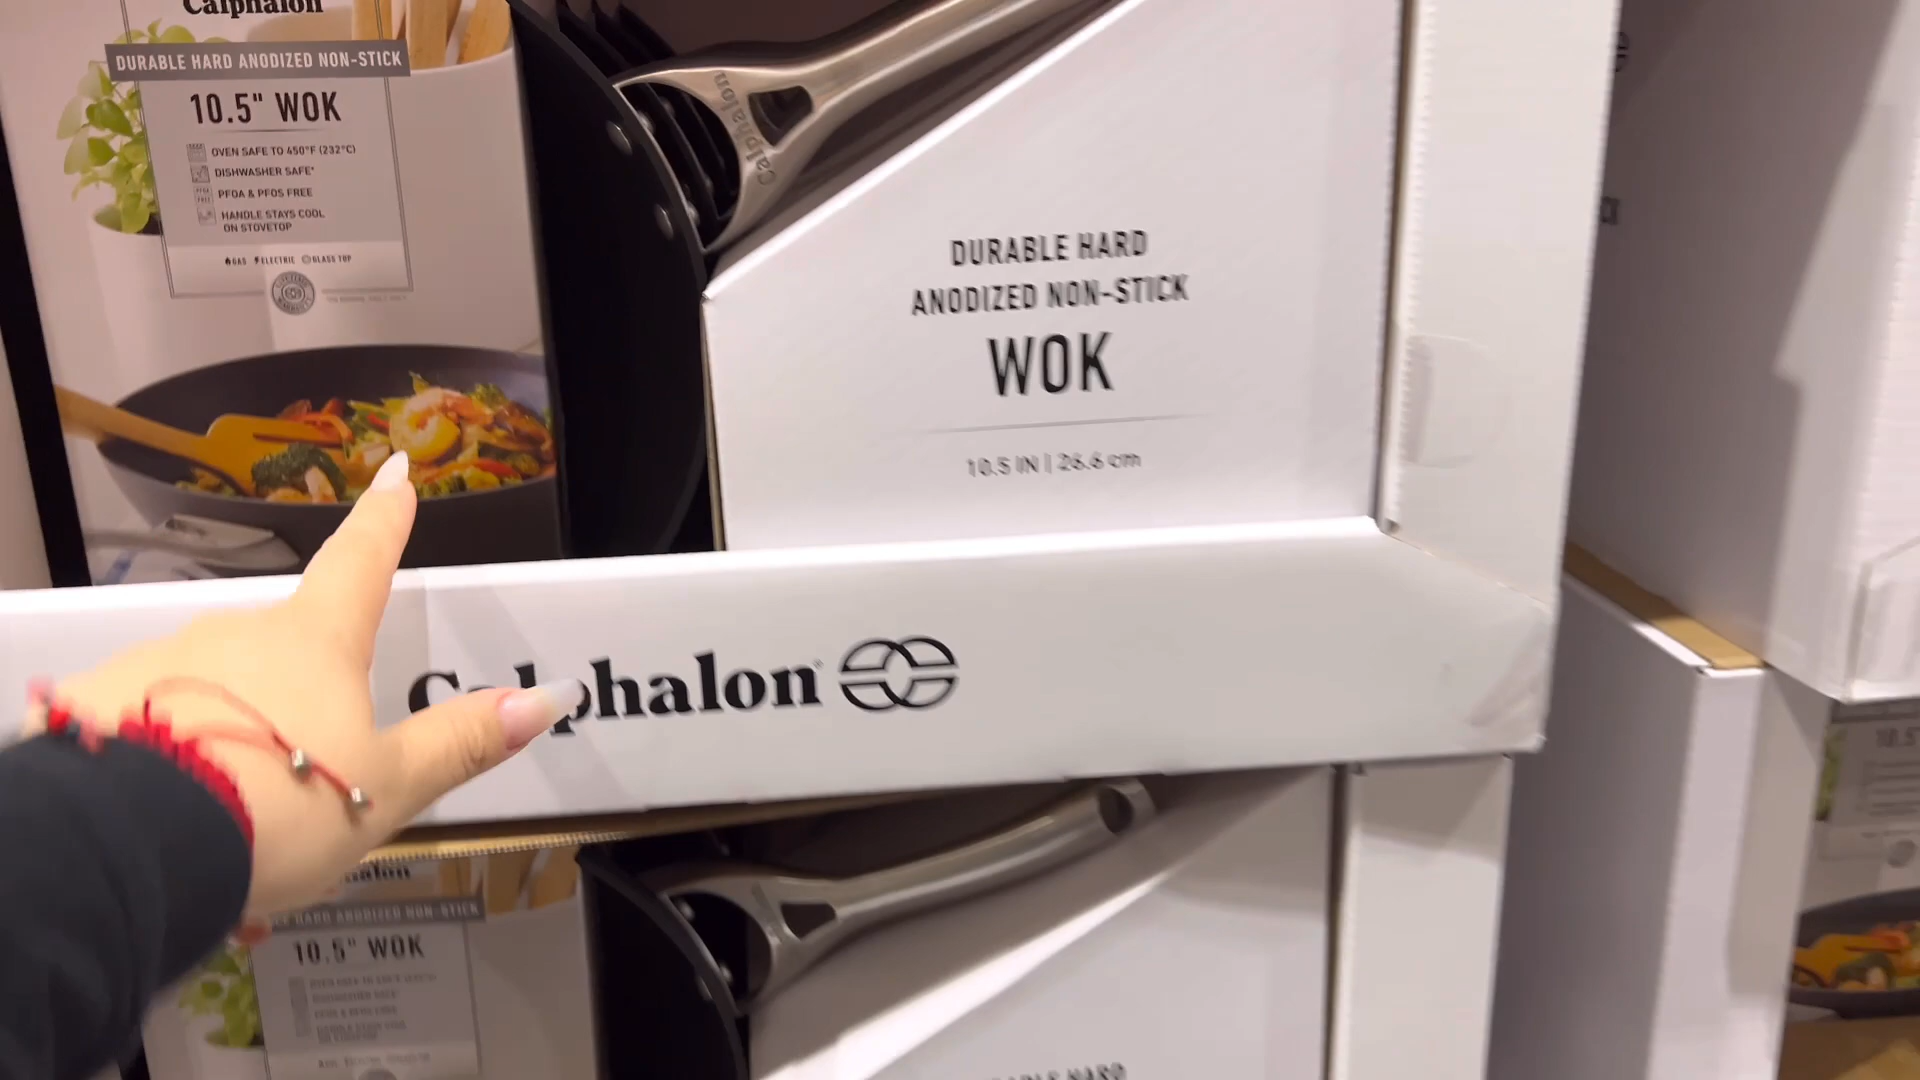 Calphalon
DURABLE HARD ANODIZED NON-STICK
10.5" WOK
OVEN SAFE TO 450°F (232°C)
DISHWASHER SAFE*
PFOA & PFOS FREE
HANDLE STAYS COOL
ON STOVETOP
GAS ELECTRIC GLASS TOP
Calphalon
DURABLE HARD
ANODIZED NON-STICK
WOK
10.5 IN | 26.6 cm
Calphalon
HARD ANODIZED NON-STICK
10.5" WOK
HARD